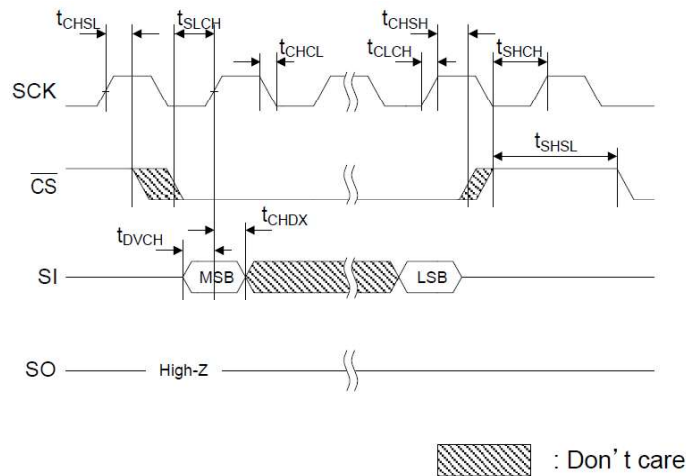 tCHSL
tSLCH
tCHCL
tCHSH
tCLCH
tSHCH
SCK
tSHSL
CS
tDVCH
tCHDX
SI
MSB
LSB
SO
High-Z
: Don't care